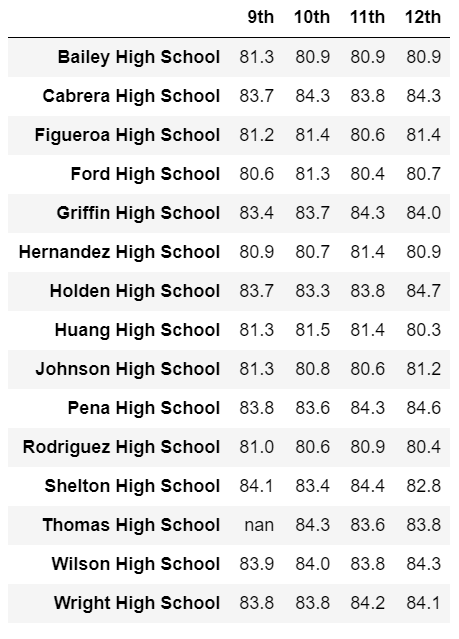 9th 10th 11th 12th
Bailey High School 81.3 80.9 80.9 80.9
Cabrera High School 83.7 84.3 83.8 84.3
Figueroa High School 81.2 81.4 80.6 81.4
Ford High School 80.6 81.3 80.4 80.7
Griffin High School 83.4 83.7 84.3 84.0
Hernandez High School 80.9 80.7 81.4 80.9
Holden High School 83.7 83.3 83.8 84.7
Huang High School 81.3 81.5 81.4 80.3
Johnson High School 81.3 80.8 80.6 81.2
Pena High School 83.8 83.6 84.3 84.6
Rodriguez High School 81.0 80.6 80.9 80.4
Shelton High School 84.1 83.4 84.4 82.8
Thomas High School nan 84.3 83.6 83.8
Wilson High School 83.9 84.0 83.8 84.3
Wright High School 83.8 83.8 84.2 84.1